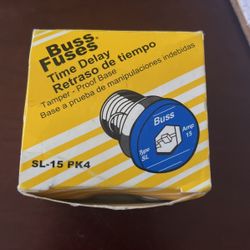 Buss
Fuses
Time Delay
Retraso de tiempo
Tamper - Proof Base
Base a prueba de manipulaciones indebidas
SL-15 PK4
Buss
Type
SL
Amp
15